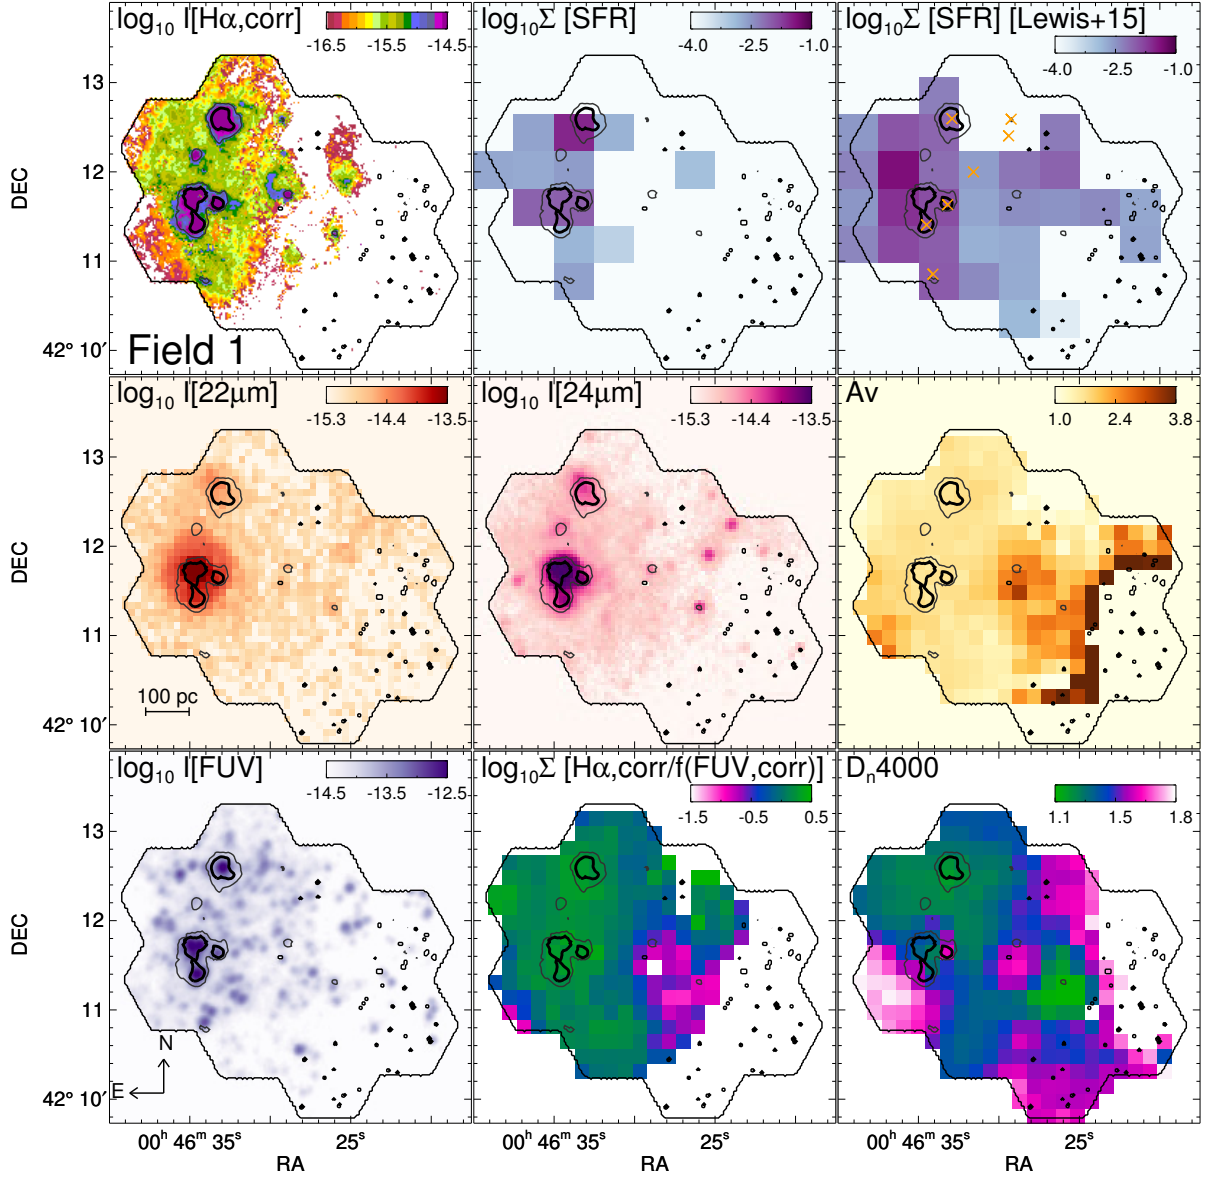 log₁₀ I[Hα,corr]
-16.5 -15.5 -14.5
log₁₀Σ [SFR]
-4.0 -2.5 -1.0
log₁₀Σ [SFR] [Lewis+15]
-4.0 -2.5 -1.0
DEC
13
12
11
42° 10′
Field 1
log₁₀ I[22μm]
-15.3 -14.4 -13.5
log₁₀ I[24μm]
-15.3 -14.4 -13.5
Av
1.0 2.4 3.8
DEC
13
12
11
42° 10′
100 pc
log₁₀ I[FUV]
-14.5 -13.5 -12.5
log₁₀Σ [Hα,corr/f(FUV,corr)]
-1.5 -0.5 0.5
Dₙ4000
1.1 1.5 1.8
DEC
13
12
11
42° 10′
N
E
00ʰ 46ᵐ 35ˢ 25ˢ
00ʰ 46ᵐ 35ˢ 25ˢ
00ʰ 46ᵐ 35ˢ 25ˢ
RA RA RA